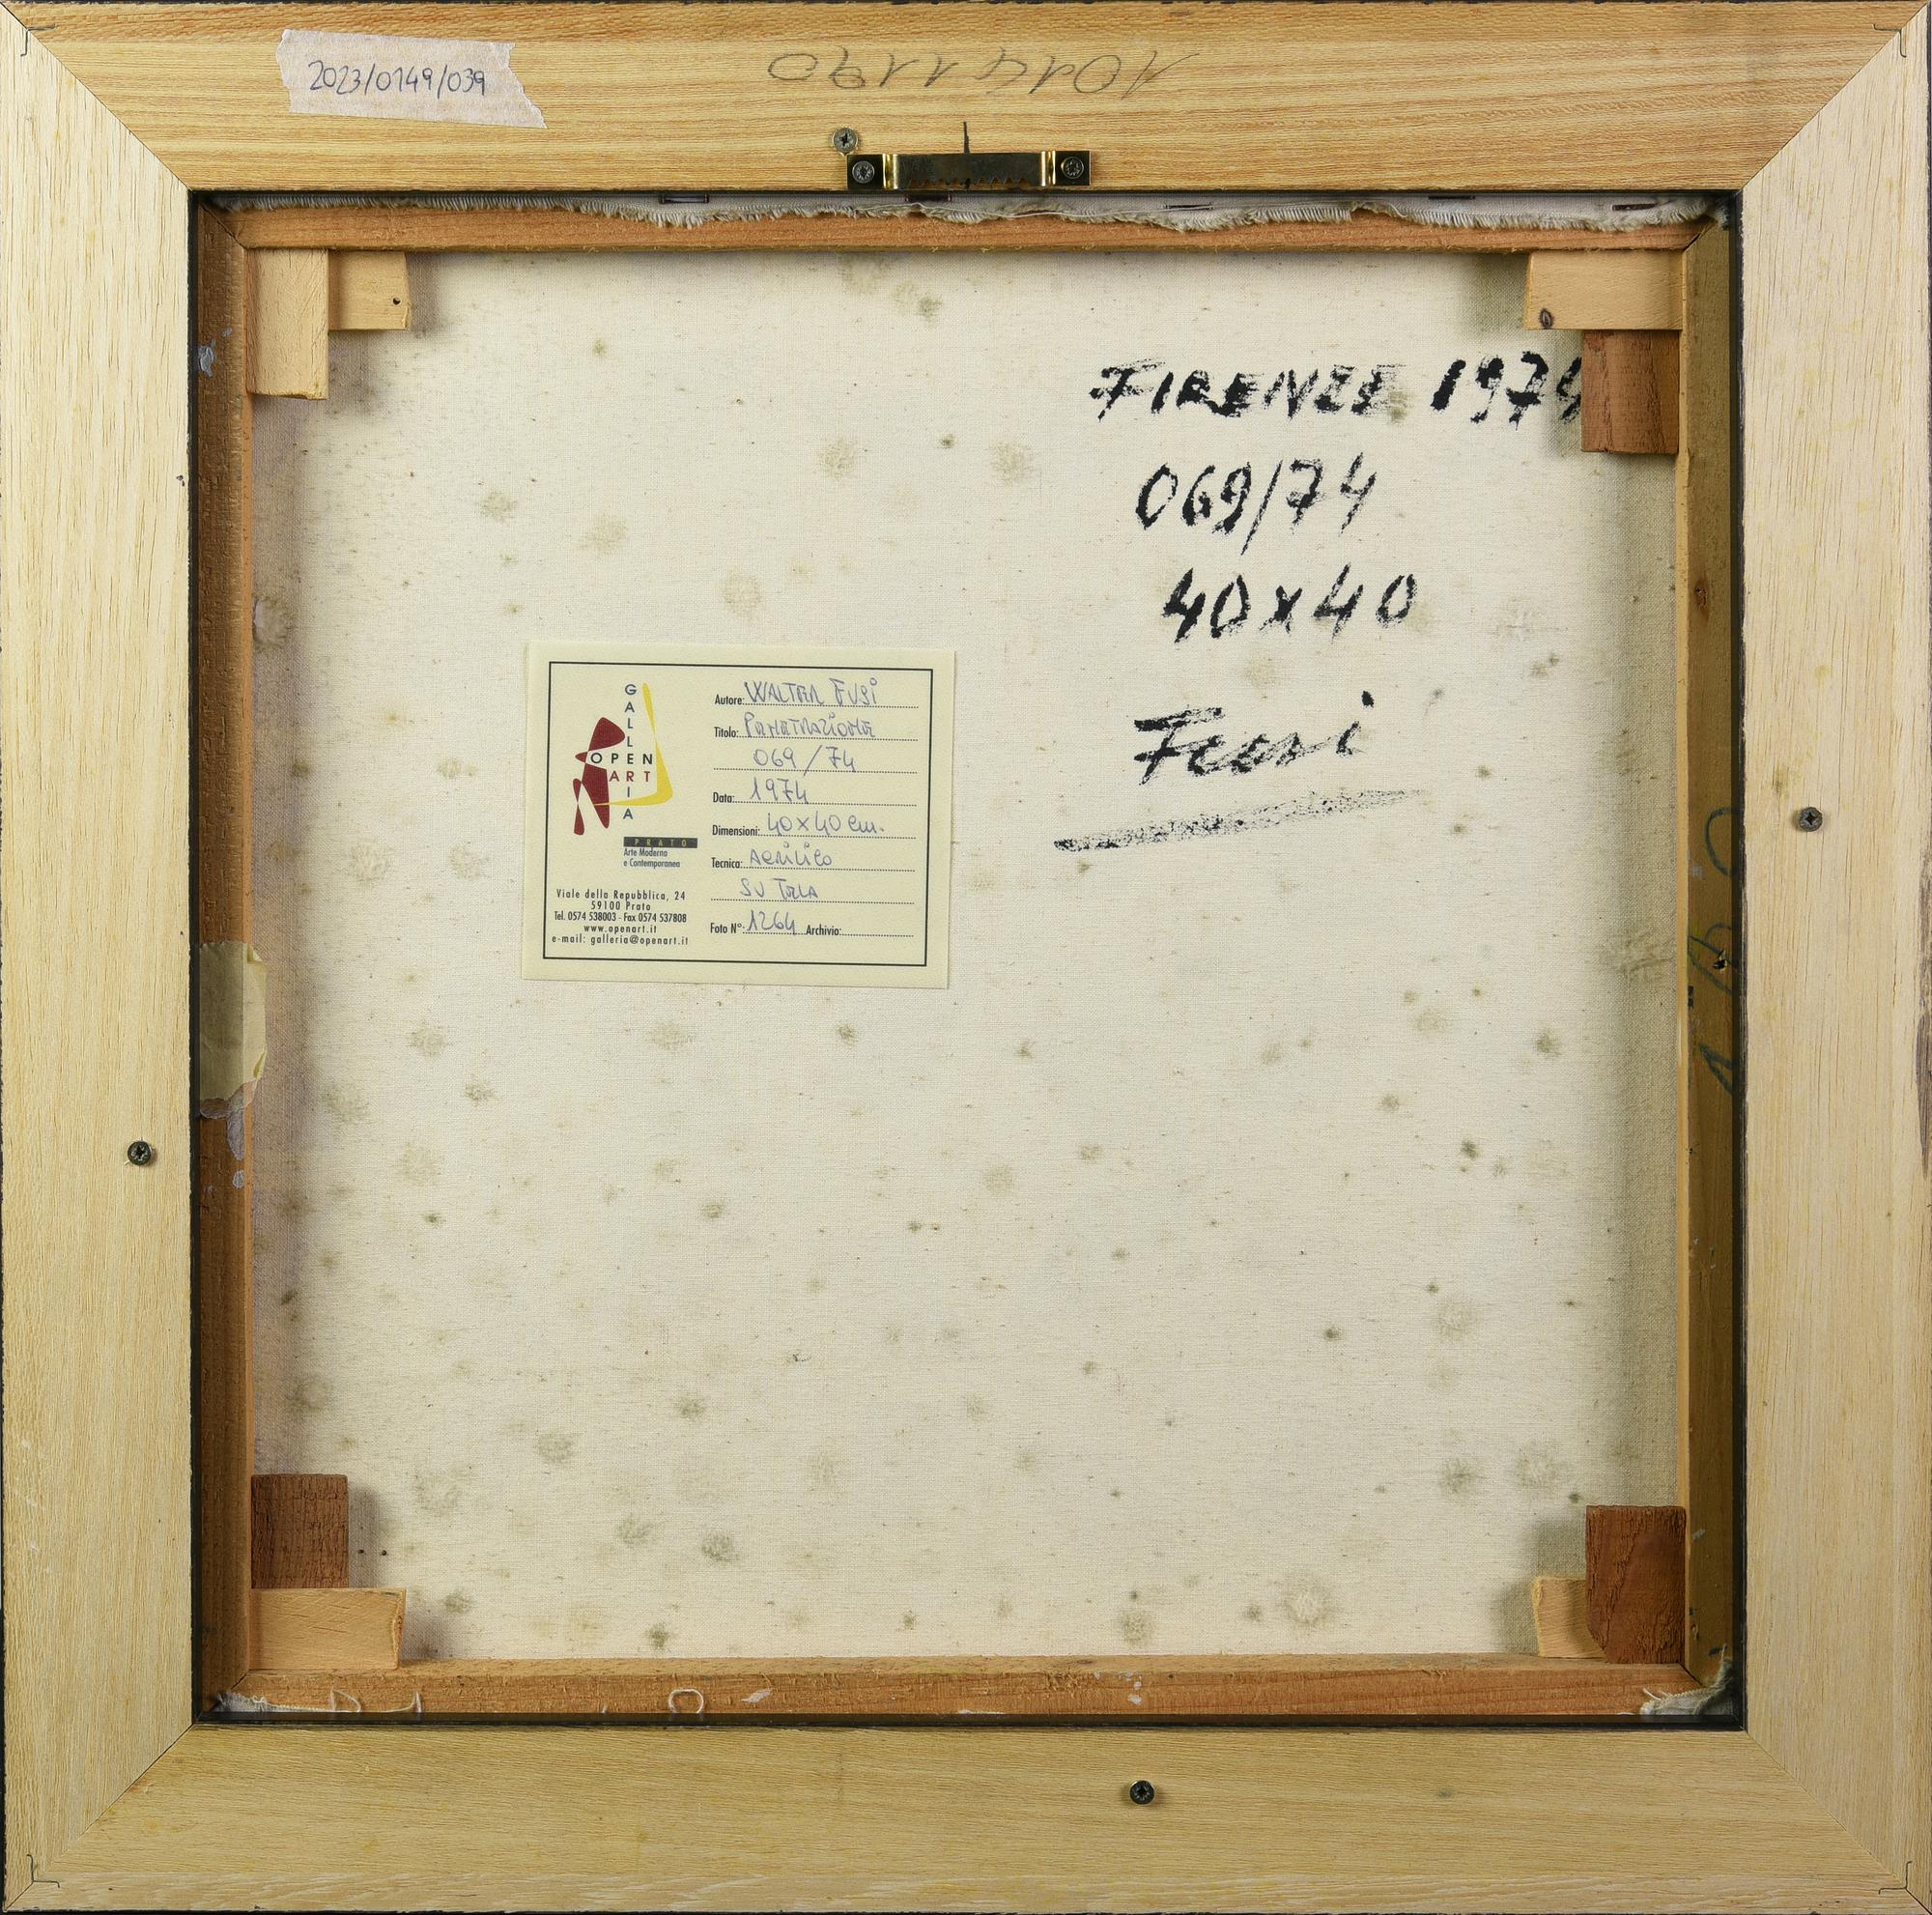 2023/0149/039
FIRENZE 1974
069/74
40x40
Fusi
GALLERIA
OPEN
ART
PRATO
Arte Moderna
e Contemporanea
Viale della Repubblica, 24
59100 Prato
Tel. 0574 538003 - Fax 0574 537808
www.openart.it
e-mail: galleria@openart.it
Autore: WALTER FUSI
Titolo: PENETRAZIONE
069/74
Data: 1974
Dimensioni: 40x40 cm.
Tecnica: ACRILICO
SU TELA
Foto N°: 1264 Archivio: